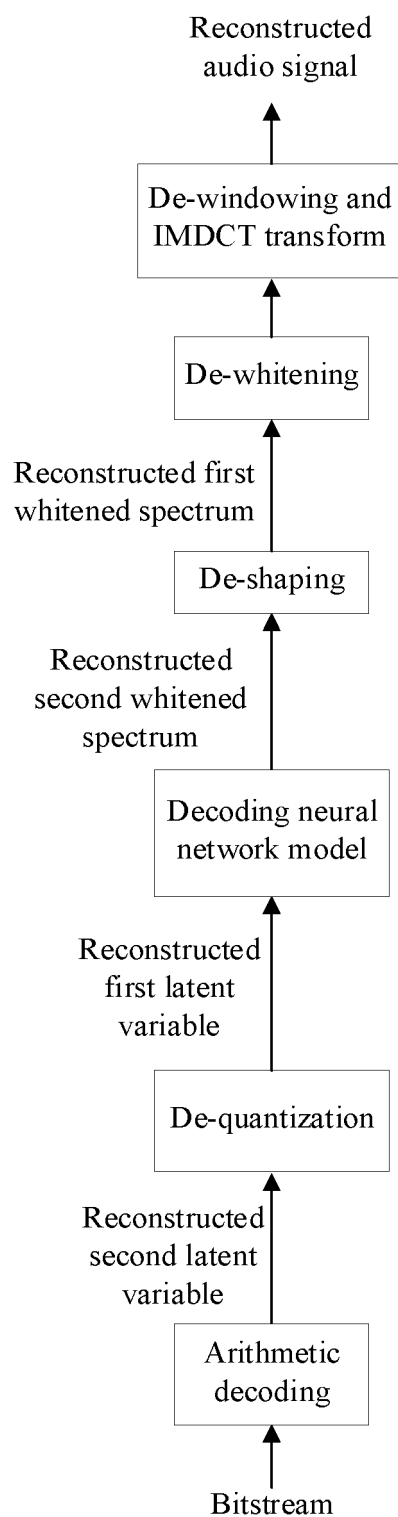 Reconstructed
audio signal
De-windowing and
IMDCT transform
De-whitening
Reconstructed first
whitened spectrum
De-shaping
Reconstructed
second whitened
spectrum
Decoding neural
network model
Reconstructed
first latent
variable
De-quantization
Reconstructed
second latent
variable
Arithmetic
decoding
Bitstream